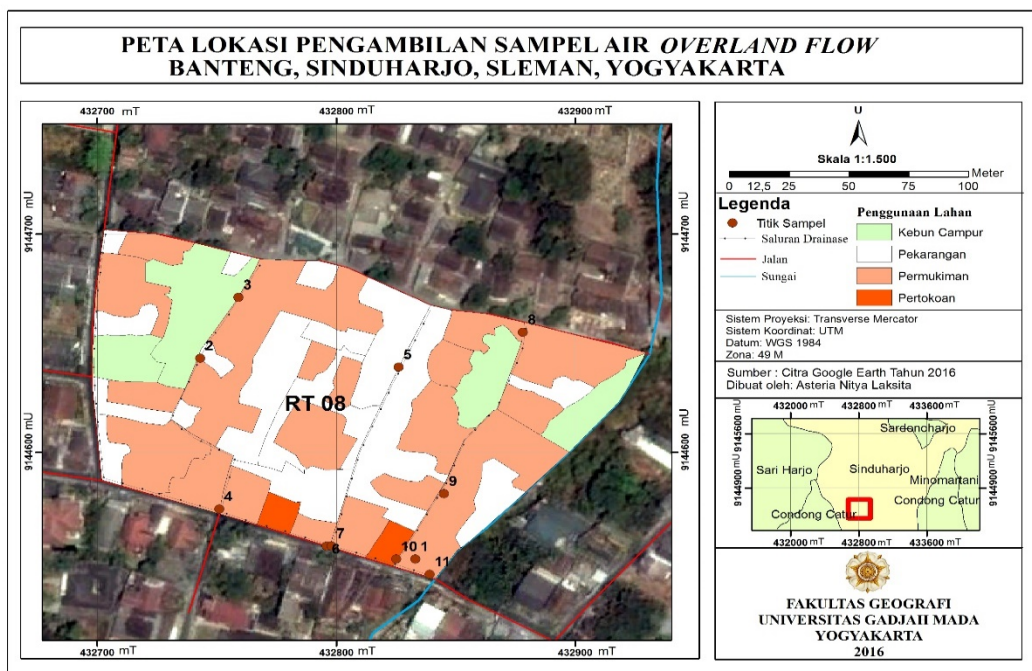 PETA LOKASI PENGAMBILAN SAMPEL AIR OVERLAND FLOW
BANTENG, SINDUHARJO, SLEMAN, YOGYAKARTA
432700 mT 432800 mT 432900 mT
9144700 mU 9144700 mU
9144600 mU 9144600 mU
3
8
2
5
RT 08
9
4
7
6
10 1
11
432700 mT 432800 mT 432900 mT
U
Skala 1:1.500
Meter
0 12,5 25 50 75 100
Legenda
Titik Sampel
Saluran Drainase
Jalan
Sungai
Penggunaan Lahan
Kebun Campur
Pekarangan
Permukiman
Pertokoan
Sistem Proyeksi: Transverse Mercator
Sistem Koordinat: UTM
Datum: WGS 1984
Zona: 49 M
Sumber : Citra Google Earth Tahun 2016
Dibuat oleh: Asteria Nitya Laksita
432000 mT 432800 mT 433600 mT
9145600 mU 9145600 mU
9144900 mU 9144900 mU
Sardonoharjo
Sari Harjo
Sinduharjo
Minomartani
Condong Catur
Condong Catur
432000 mT 432800 mT 433600 mT
FAKULTAS GEOGRAFI
UNIVERSITAS GADJAH MADA
YOGYAKARTA
2016